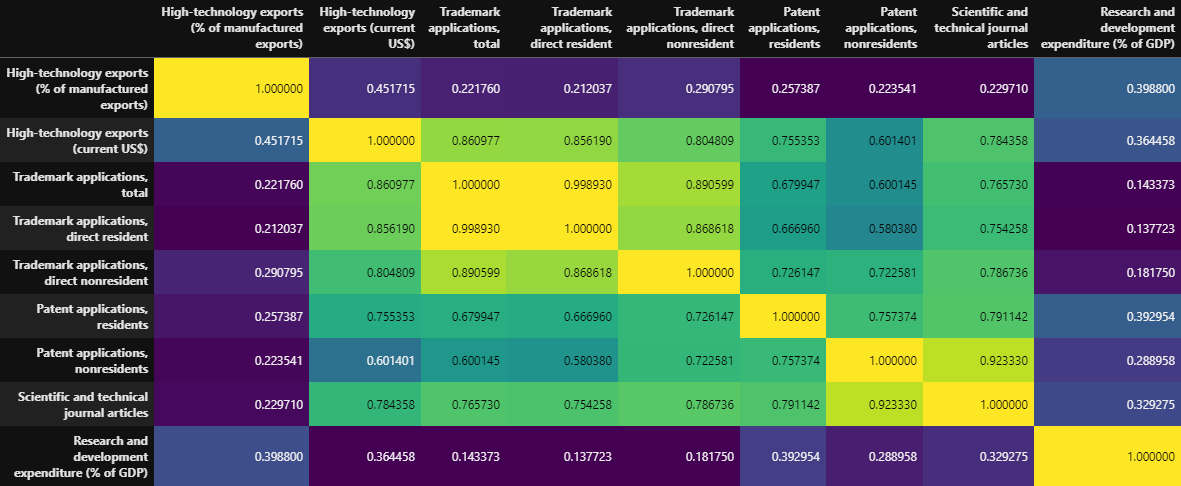 High-technology exports (% of manufactured exports) High-technology exports (current US$) Trademark applications, total Trademark applications, direct resident Trademark applications, direct nonresident Patent applications, residents Patent applications, nonresidents Scientific and technical journal articles Research and development expenditure (% of GDP)
High-technology exports (% of manufactured exports) 1.000000 0.451715 0.221760 0.212037 0.290795 0.257387 0.223541 0.229710 0.398800
High-technology exports (current US$) 0.451715 1.000000 0.860977 0.856190 0.804809 0.755353 0.601401 0.784358 0.364458
Trademark applications, total 0.221760 0.860977 1.000000 0.998930 0.890599 0.679947 0.600145 0.765730 0.143373
Trademark applications, direct resident 0.212037 0.856190 0.998930 1.000000 0.868618 0.666960 0.580380 0.754258 0.137723
Trademark applications, direct nonresident 0.290795 0.804809 0.890599 0.868618 1.000000 0.726147 0.722581 0.786736 0.181750
Patent applications, residents 0.257387 0.755353 0.679947 0.666960 0.726147 1.000000 0.757374 0.791142 0.392954
Patent applications, nonresidents 0.223541 0.601401 0.600145 0.580380 0.722581 0.757374 1.000000 0.923330 0.288958
Scientific and technical journal articles 0.229710 0.784358 0.765730 0.754258 0.786736 0.791142 0.923330 1.000000 0.329275
Research and development expenditure (% of GDP) 0.398800 0.364458 0.143373 0.137723 0.181750 0.392954 0.288958 0.329275 1.000000